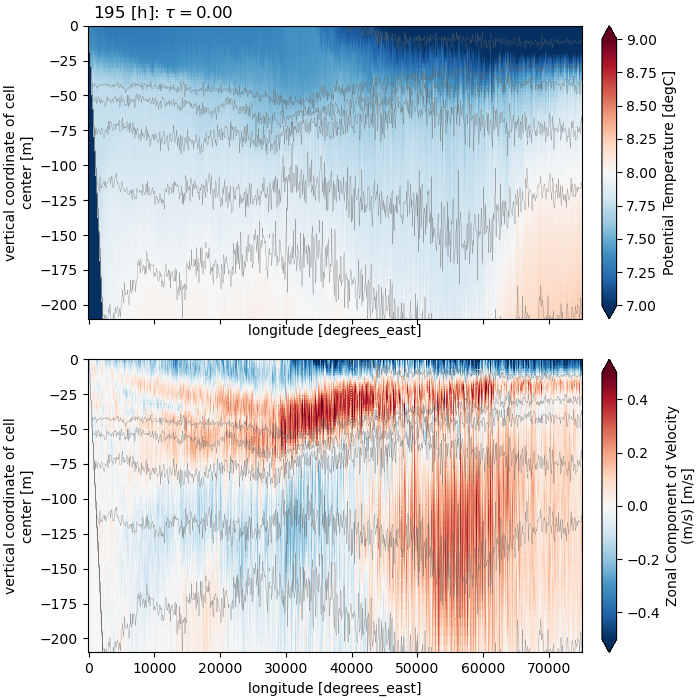 195 [h]: τ = 0.00
0
−25
−50
−75
−100
−125
−150
−175
−200
vertical coordinate of cell
center [m]
longitude [degrees_east]
9.00
8.75
8.50
8.25
8.00
7.75
7.50
7.25
7.00
Potential Temperature [degC]
0
−25
−50
−75
−100
−125
−150
−175
−200
vertical coordinate of cell
center [m]
0 10000 20000 30000 40000 50000 60000 70000
longitude [degrees_east]
0.4
0.2
0.0
−0.2
−0.4
Zonal Component of Velocity
(m/s) [m/s]